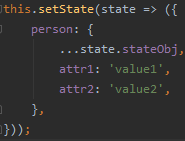 this.setState(state => ({
    person: {
        ...state.stateObj,
        attr1: 'value1',
        attr2: 'value2',
    },
}));